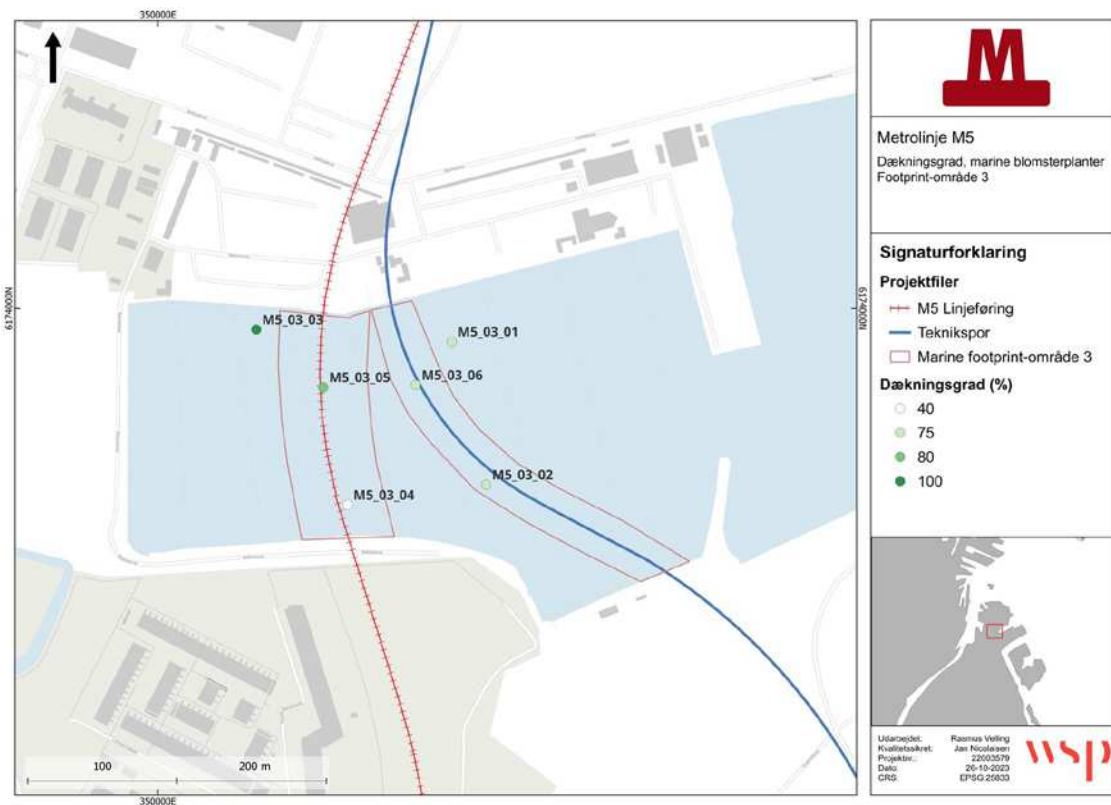 350000E
6174000N
6174000N
M5_03_03
M5_03_01
M5_03_06
M5_03_05
M5_03_04
M5_03_02
100
200 m
350000E
M
Metrolinje M5
Dækningsgrad, marine blomsterplanter
Footprint-område 3
Signaturforklaring
Projektfiler
M5 Linjeføring
Teknikspor
Marine footprint-område 3
Dækningsgrad (%)
40
75
80
100
Udarbejdet: Rasmus Velling
Kvalitetssikret: Jan Nicolaisen
Projektnr.: 22003579
Dato: 26-10-2023
CRS: EPSG 25833
wsp